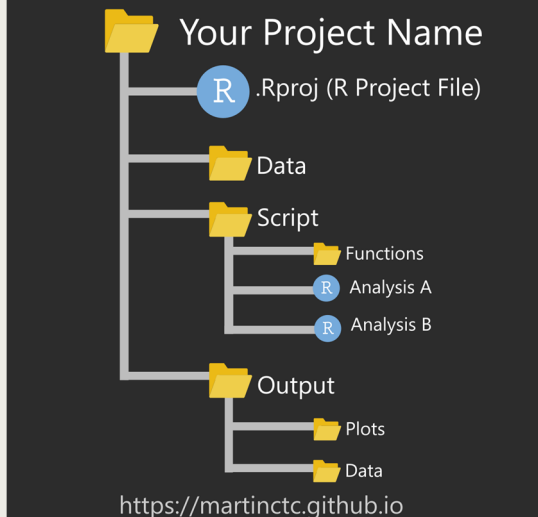 Your Project Name
R .Rproj (R Project File)
Data
Script
Functions
R Analysis A
R Analysis B
Output
Plots
Data
https://martinctc.github.io